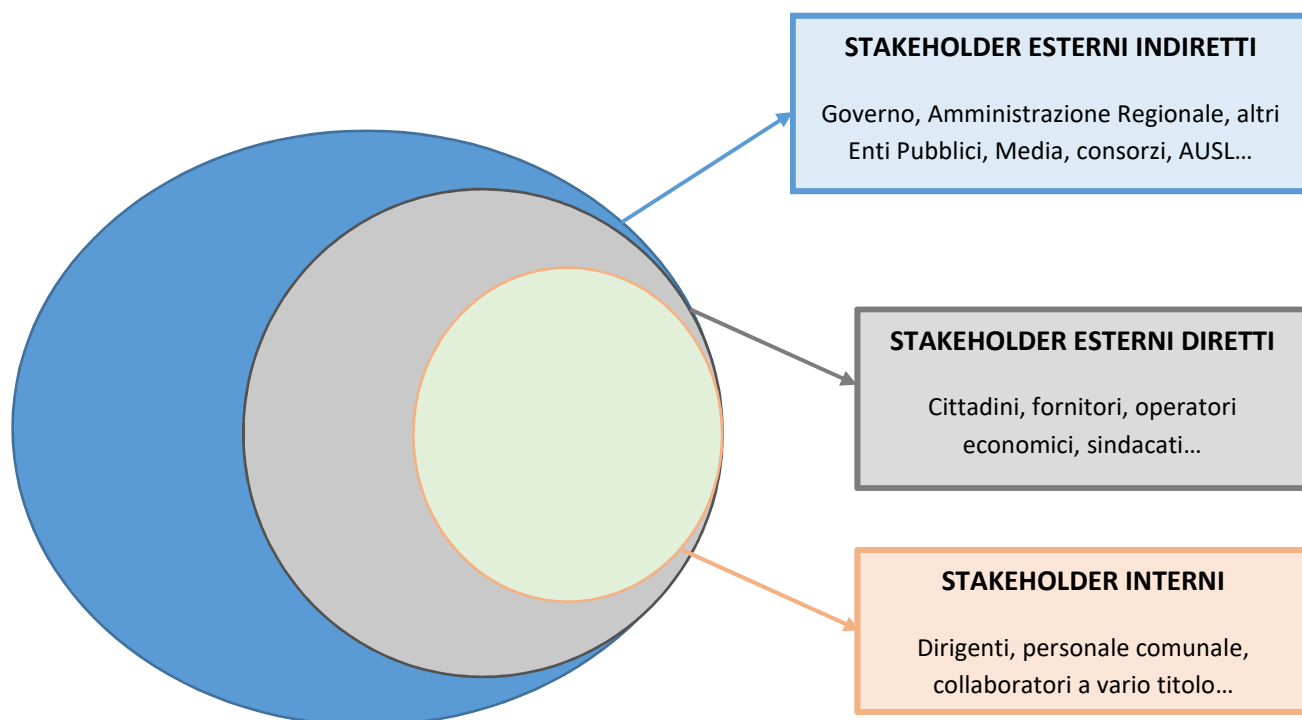 STAKEHOLDER ESTERNI INDIRETTI
Governo, Amministrazione Regionale, altri
Enti Pubblici, Media, consorzi, AUSL…
STAKEHOLDER ESTERNI DIRETTI
Cittadini, fornitori, operatori
economici, sindacati…
STAKEHOLDER INTERNI
Dirigenti, personale comunale,
collaboratori a vario titolo…